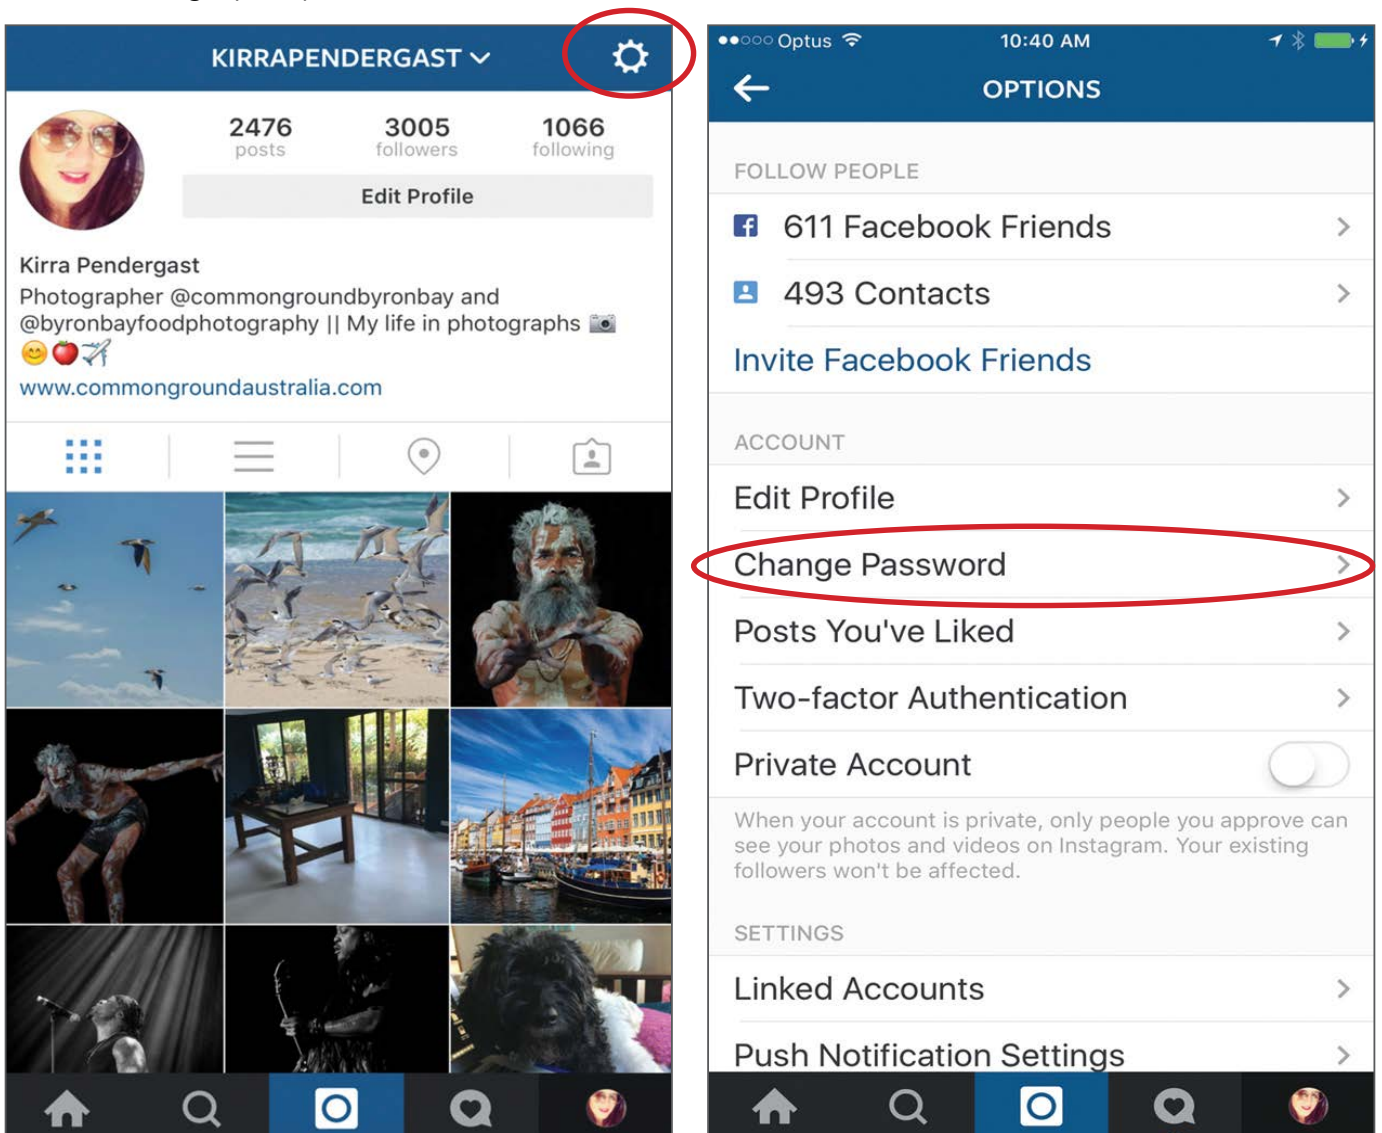 KIRRAPENDERGAST
2476 3005 1066
posts followers following
Edit Profile
Kirra Pendergast
Photographer @commongroundbyronbay and
@byronbayfoodphotography || My life in photographs 📷
😊🍎✈️
www.commongroundaustralia.com
Optus 10:40 AM
OPTIONS
FOLLOW PEOPLE
611 Facebook Friends
493 Contacts
Invite Facebook Friends
ACCOUNT
Edit Profile
Change Password
Posts You've Liked
Two-factor Authentication
Private Account
When your account is private, only people you approve can
see your photos and videos on Instagram. Your existing
followers won't be affected.
SETTINGS
Linked Accounts
Push Notification Settings